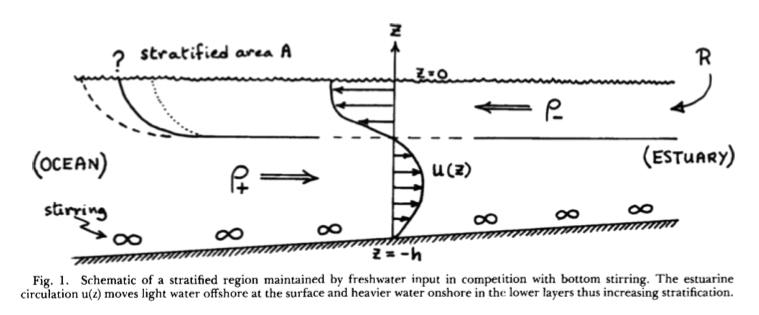 z
? stratified area A
z=0
R
ρ-
(OCEAN)
ρ+
u(z)
(ESTUARY)
stirring
z = -h
Fig. 1. Schematic of a stratified region maintained by freshwater input in competition with bottom stirring. The estuarine
circulation u(z) moves light water offshore at the surface and heavier water onshore in the lower layers thus increasing stratification.